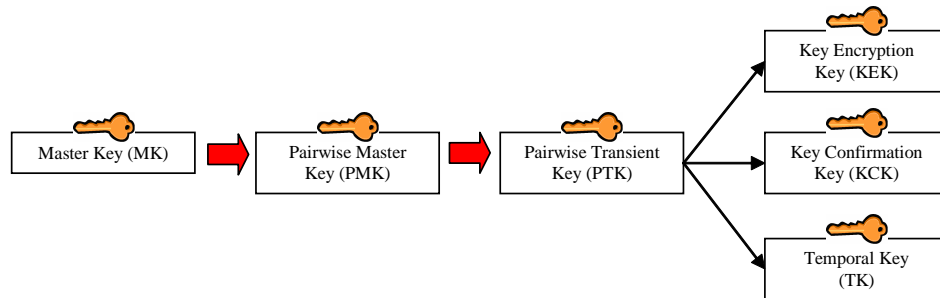 Master Key (MK)
Pairwise Master
Key (PMK)
Pairwise Transient
Key (PTK)
Key Encryption
Key (KEK)
Key Confirmation
Key (KCK)
Temporal Key
(TK)